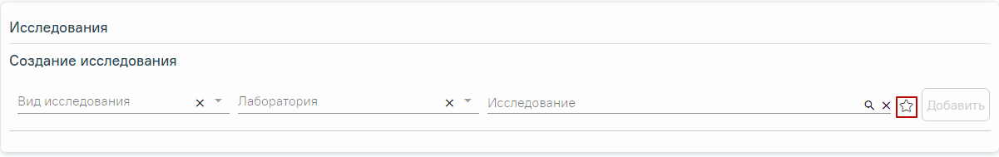 Исследования
Создание исследования
Вид исследования Лаборатория Исследование Добавить